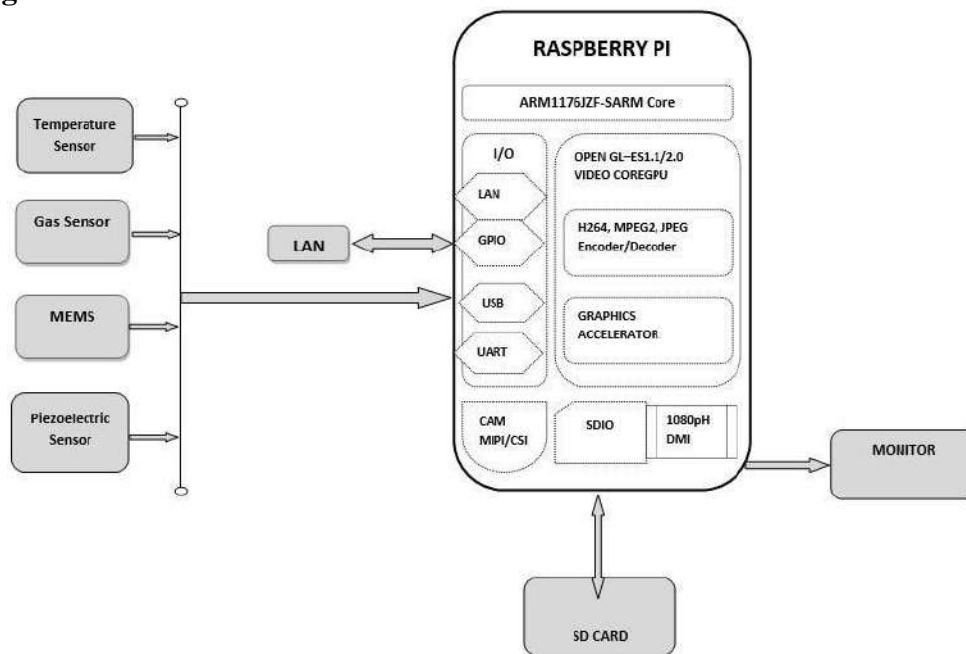 g
RASPBERRY PI
ARM1176JZF-SARM Core
Temperature
Sensor
Gas Sensor
MEMS
Piezoelectric
Sensor
LAN
I/O
LAN
GPIO
USB
UART
OPEN GL–ES1.1/2.0
VIDEO COREGPU
H264, MPEG2, JPEG
Encoder/Decoder
GRAPHICS
ACCELERATOR
CAM
MIPI/CSI
SDIO
1080pH
DMI
MONITOR
SD CARD